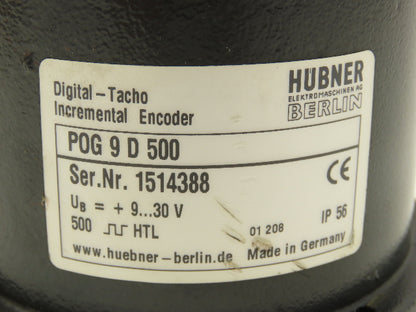 HÜBNER
ELEKTROMASCHINEN AG
BERLIN
Digital-Tacho
Incremental Encoder
POG 9 D 500
Ser.Nr. 1514388
CE
UB = + 9...30 V
500 HTL
01 208
IP 56
www.huebner-berlin.de
Made in Germany